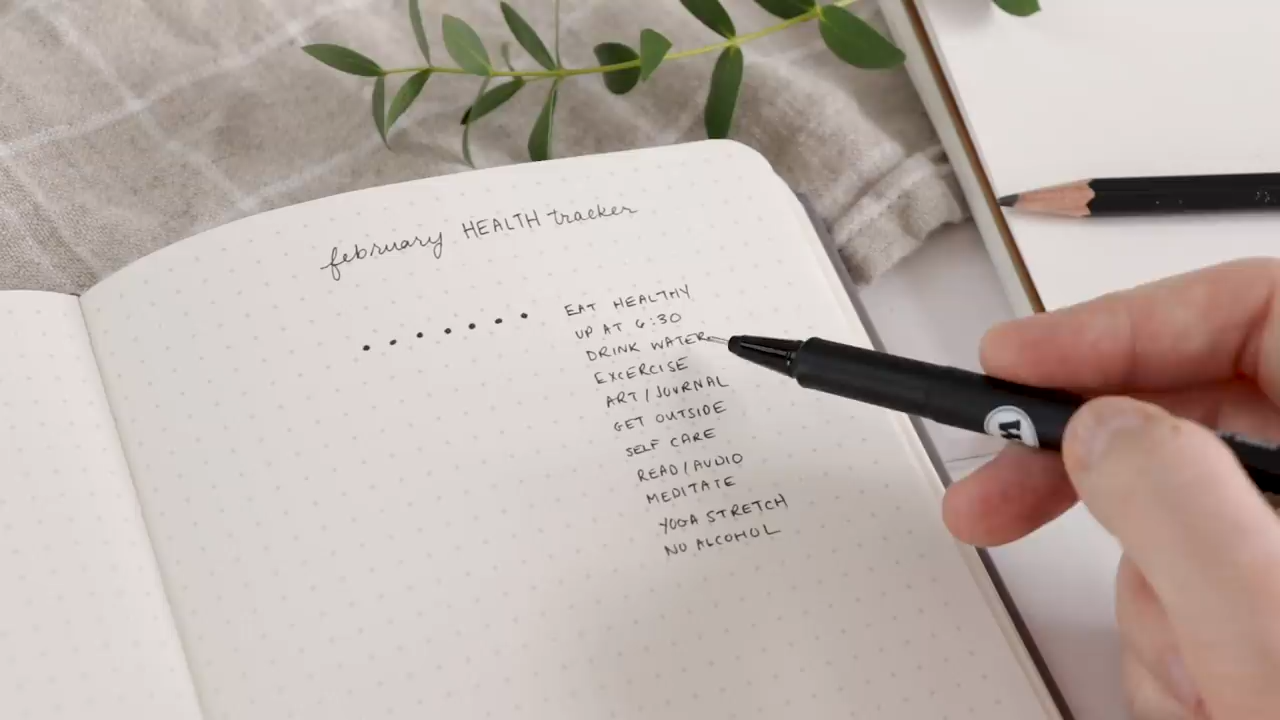 february HEALTH tracker
EAT HEALTHY
UP AT 6:30
DRINK WATER
EXCERCISE
ART / JOURNAL
GET OUTSIDE
SELF CARE
READ / AUDIO
MEDITATE
YOGA STRETCH
NO ALCOHOL